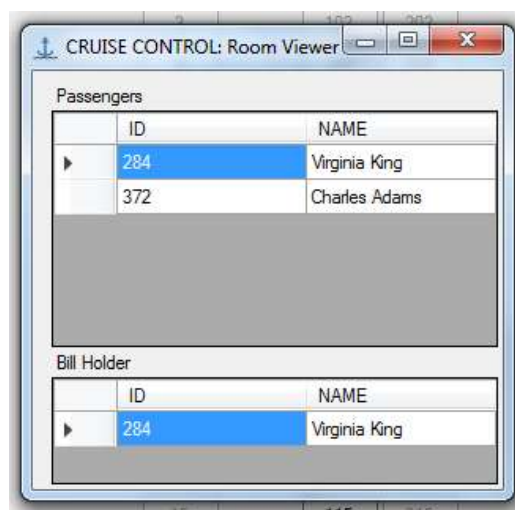 CRUISE CONTROL: Room Viewer
Passengers
ID NAME
284 Virginia King
372 Charles Adams
Bill Holder
ID NAME
284 Virginia King